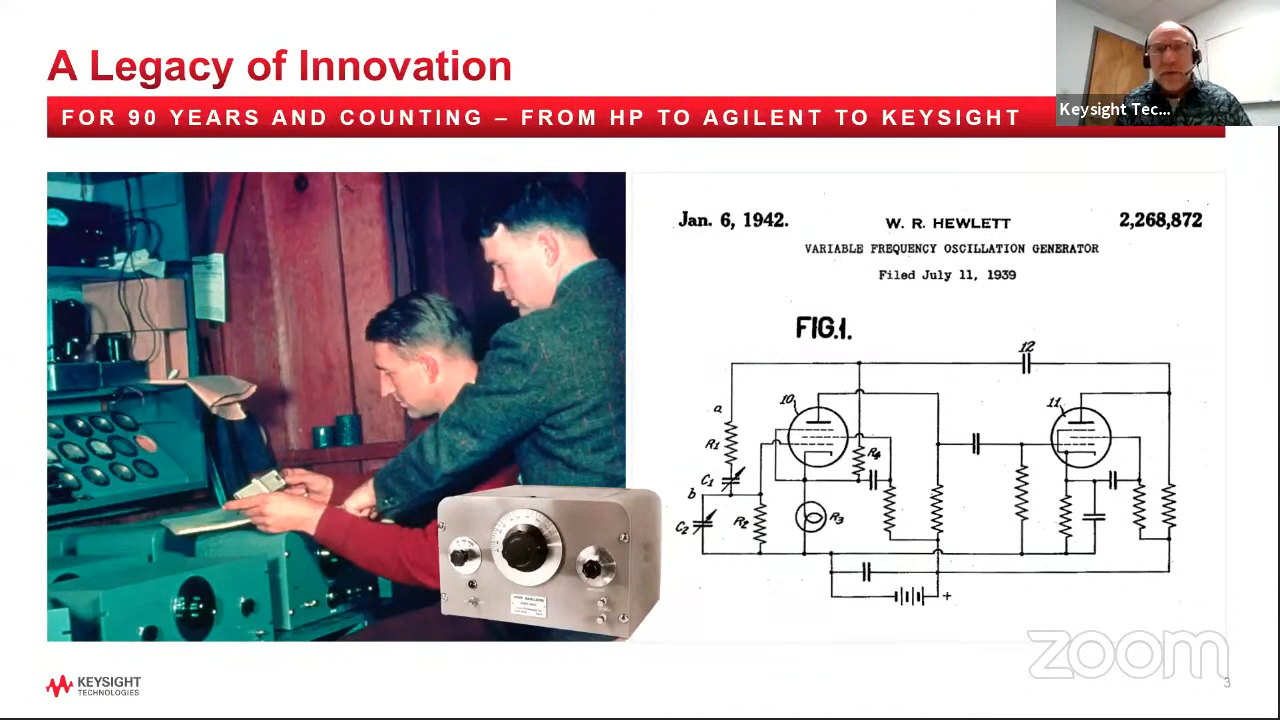 A Legacy of Innovation
FOR 90 YEARS AND COUNTING – FROM HP TO AGILENT TO KEYSIGHT
Keysight Tec...
Jan. 6, 1942.
W. R. HEWLETT
2,268,872
VARIABLE FREQUENCY OSCILLATION GENERATOR
Filed July 11, 1939
FIG.1.
12
10
11
a
R1
R4
C1
b
C2
R2
R3
+
KEYSIGHT
TECHNOLOGIES
zoom
3